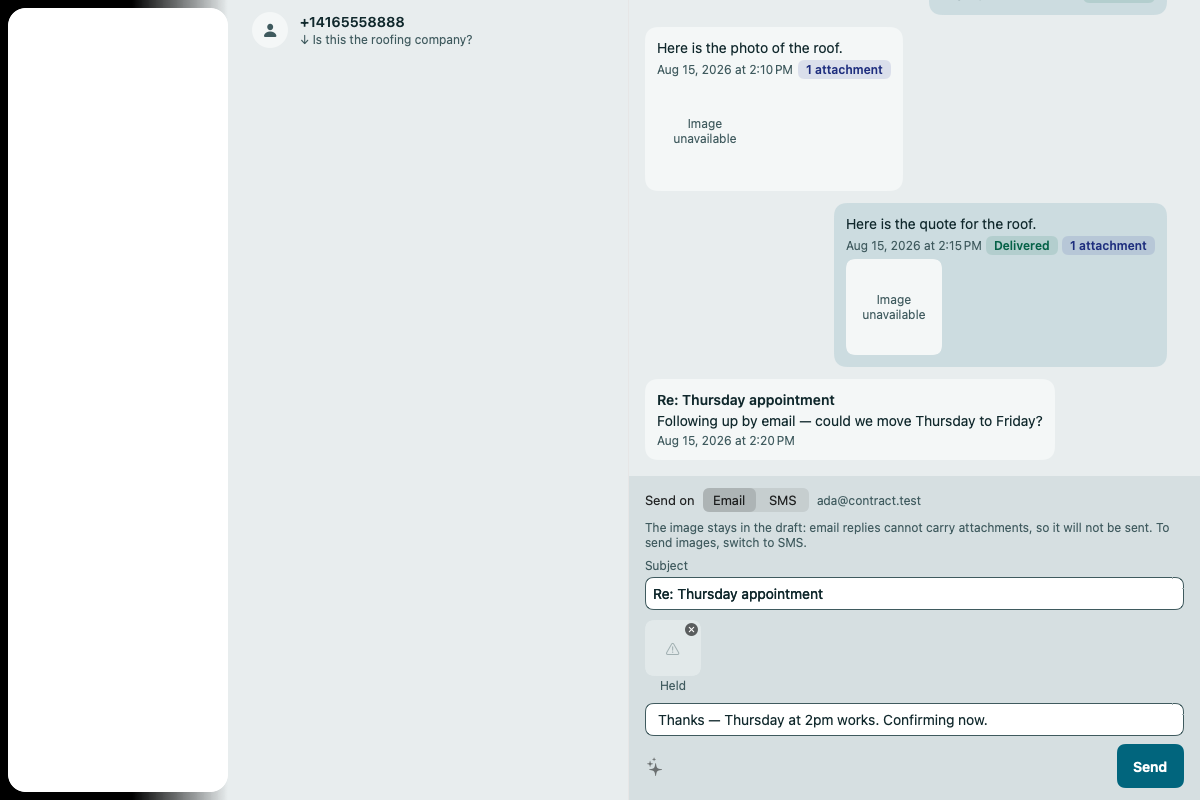 +14165558888
↓ Is this the roofing company?
Here is the photo of the roof.
Aug 15, 2026 at 2:10 PM 1 attachment
Image
unavailable
Here is the quote for the roof.
Aug 15, 2026 at 2:15 PM Delivered 1 attachment
Image
unavailable
Re: Thursday appointment
Following up by email — could we move Thursday to Friday?
Aug 15, 2026 at 2:20 PM
Send on Email SMS ada@contract.test
The image stays in the draft: email replies cannot carry attachments, so it will not be sent. To
send images, switch to SMS.
Subject
Re: Thursday appointment
Held
Thanks — Thursday at 2pm works. Confirming now.
Send